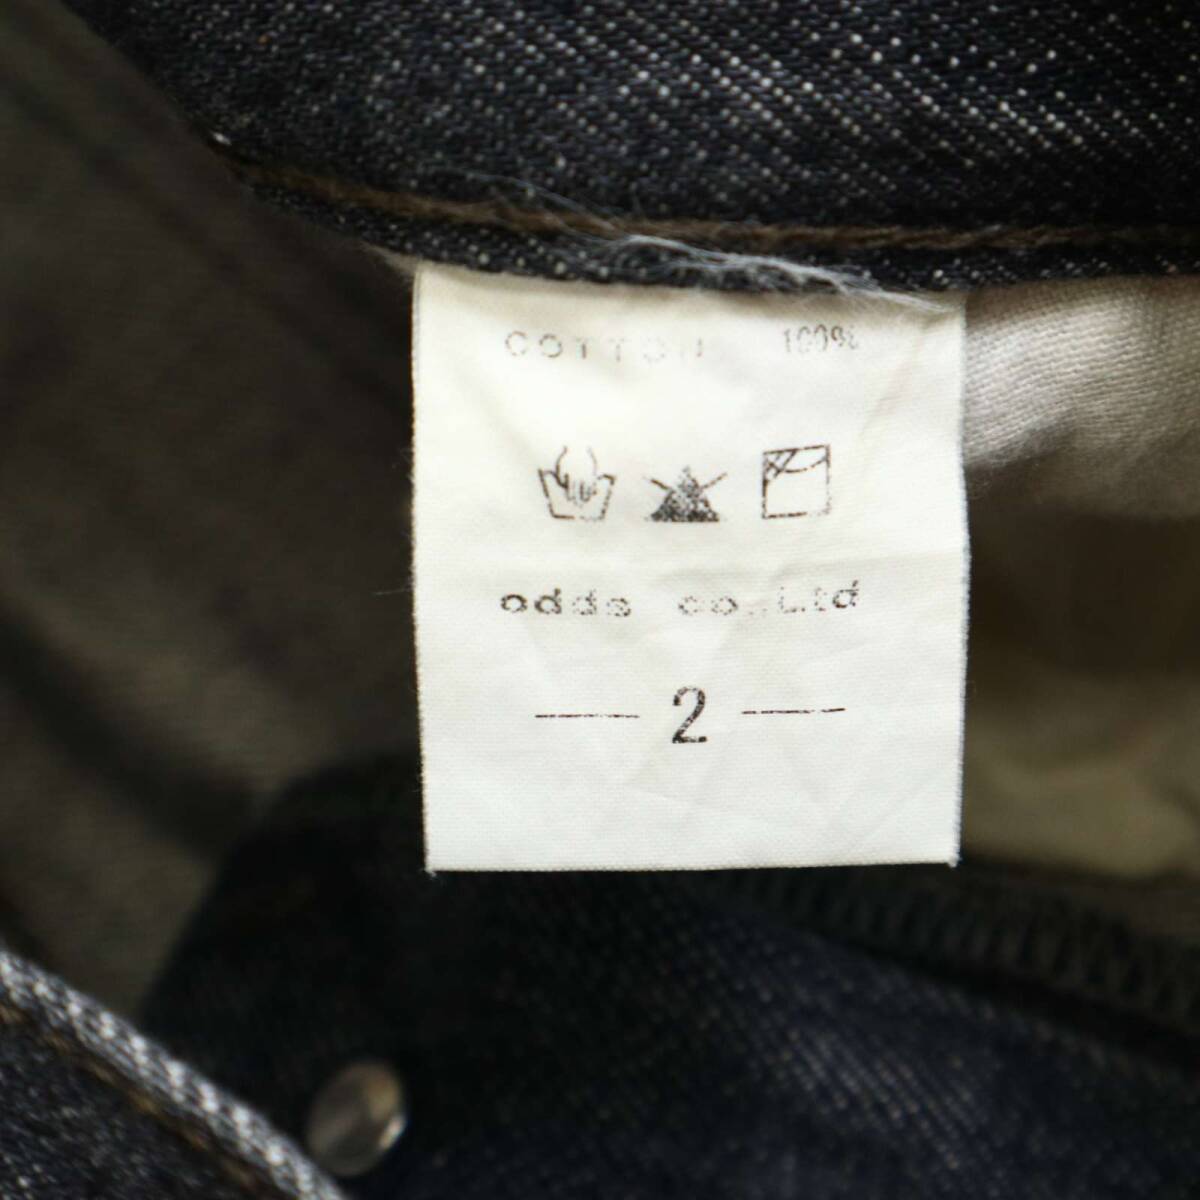 COTTON 100%
odds co.Ltd
— 2 —